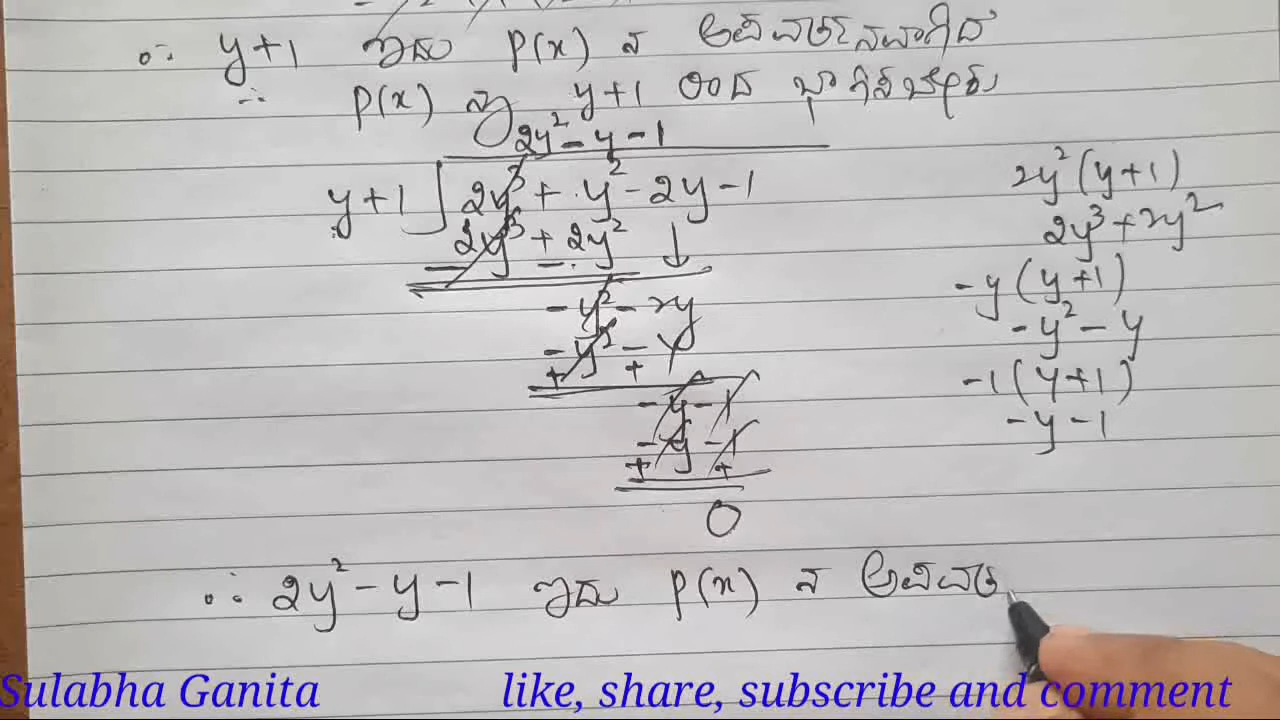 ∴ y+1 ಇದು p(x) ನ ಅಪವರ್ತನವಾಗಿದೆ
∴ p(x) ನ್ನು y+1 ರಿಂದ ಭಾಗಿಸಬೇಕು
2y² - y - 1
y+1 2y³ + y² - 2y - 1
2y³ + 2y²
- -
-y² - 2y
-y² - y
+ +
-y - 1
-y - 1
+ +
0
2y²(y+1)
2y³+2y²
-y(y+1)
-y² - y
-1(y+1)
-y - 1
∴ 2y² - y - 1 ಇದು p(x) ನ ಅಪವರ್ತ
Sulabha Ganita like, share, subscribe and comment